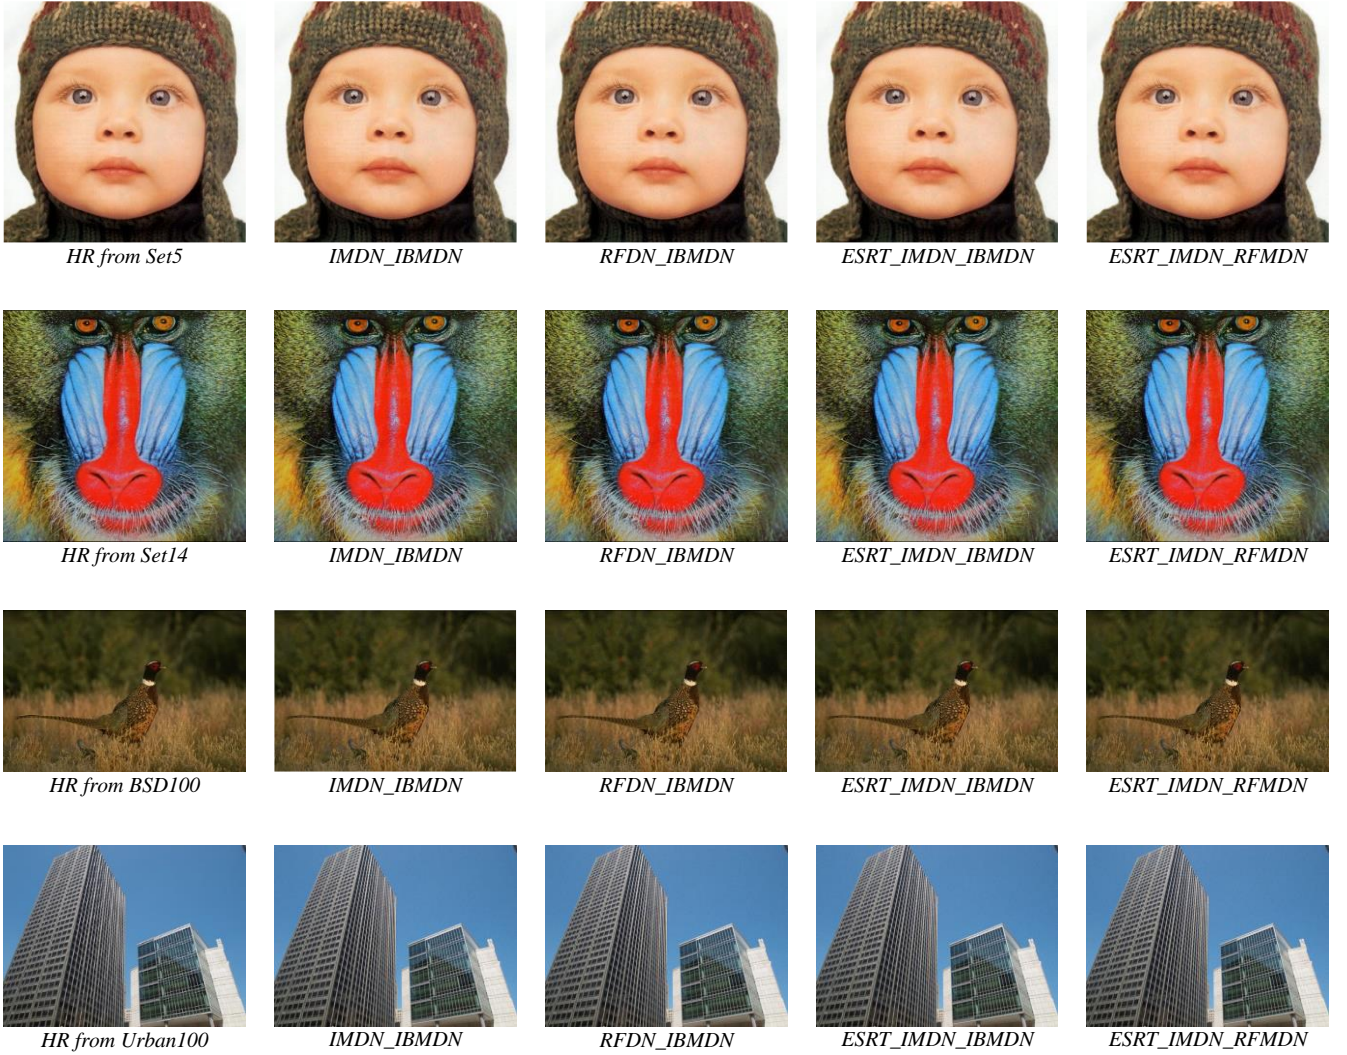 HR from Set5 IMDN_IBMDN RFDN_IBMDN ESRT_IMDN_IBMDN ESRT_IMDN_RFMDN
HR from Set14 IMDN_IBMDN RFDN_IBMDN ESRT_IMDN_IBMDN ESRT_IMDN_RFMDN
HR from BSD100 IMDN_IBMDN RFDN_IBMDN ESRT_IMDN_IBMDN ESRT_IMDN_RFMDN
HR from Urban100 IMDN_IBMDN RFDN_IBMDN ESRT_IMDN_IBMDN ESRT_IMDN_RFMDN